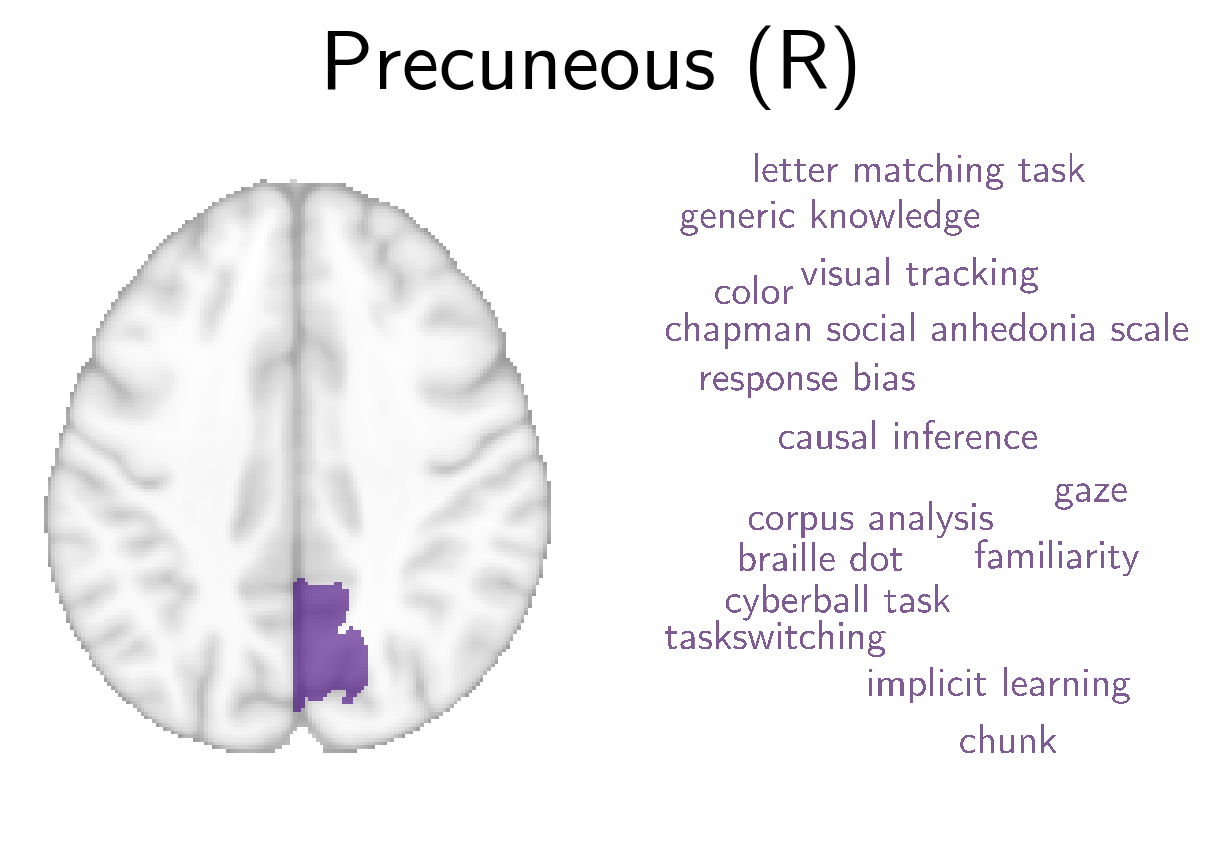 Precuneous (R)
letter matching task
generic knowledge
visual tracking
color
chapman social anhedonia scale
response bias
causal inference
gaze
corpus analysis
braille dot
familiarity
cyberball task
taskswitching
implicit learning
chunk